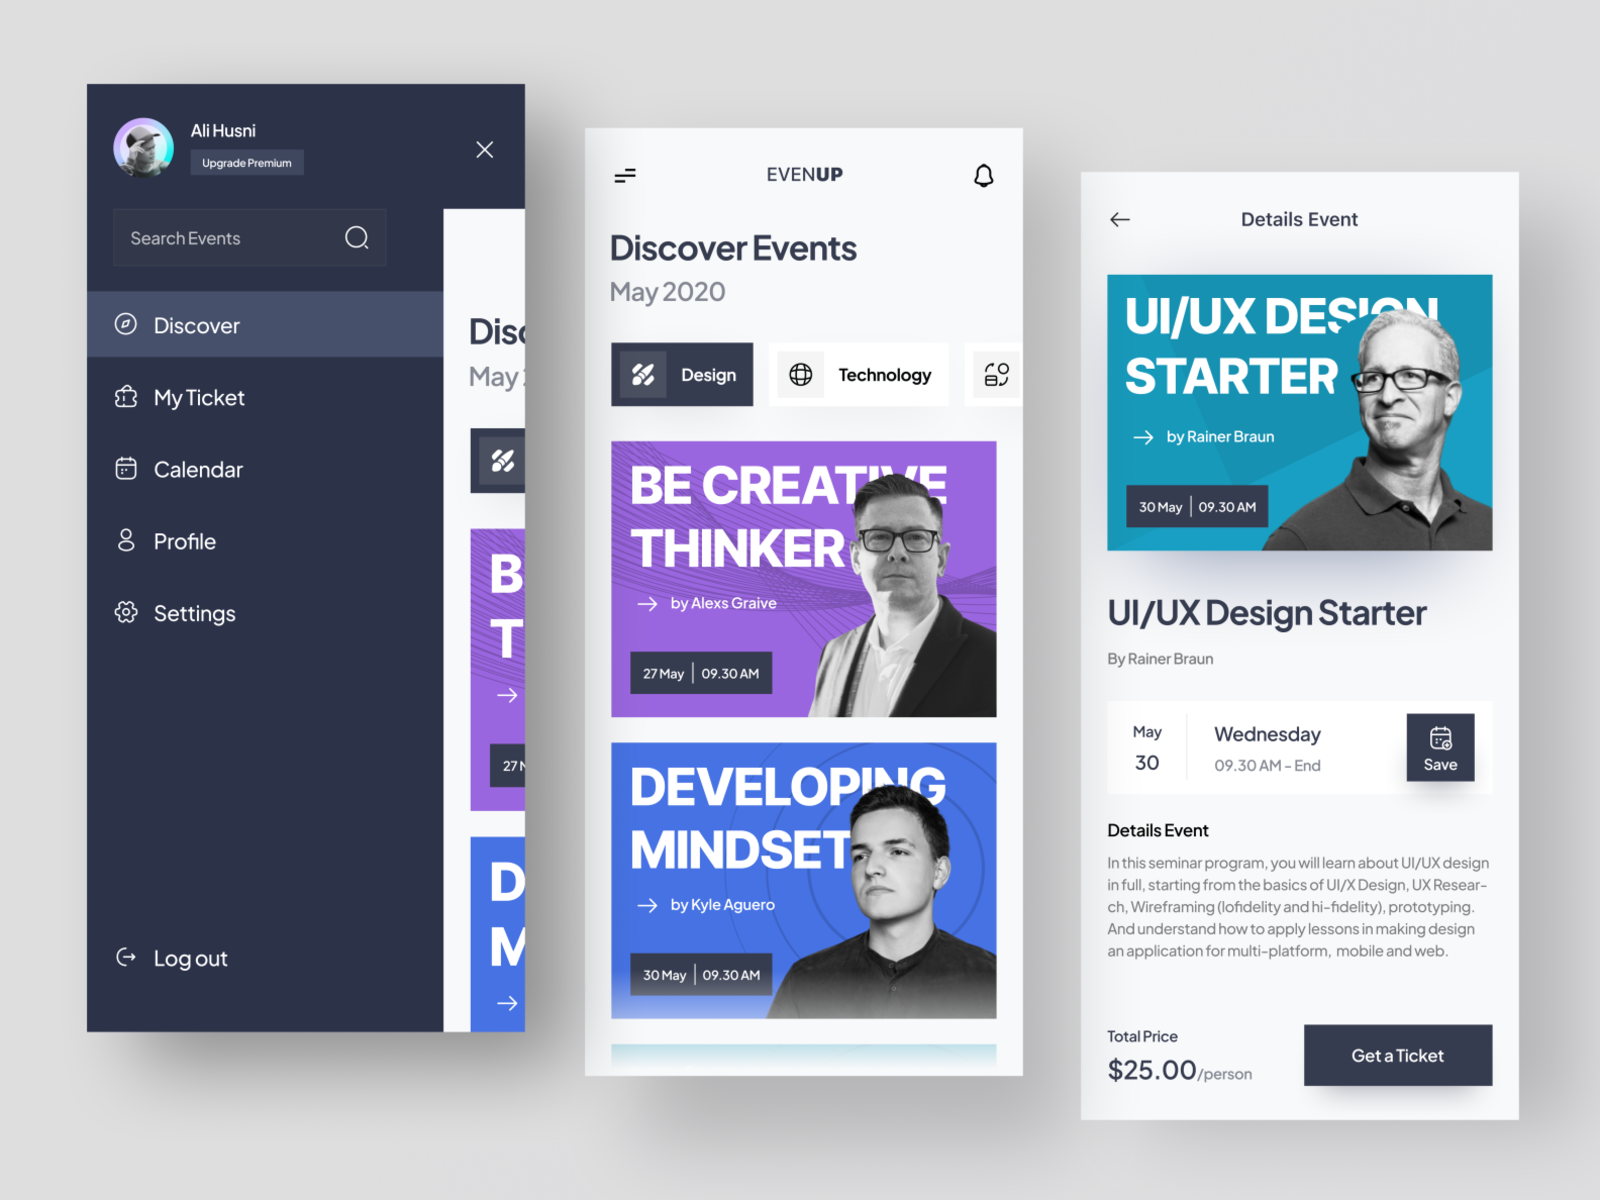 Ali Husni
Upgrade Premium
Search Events
Discover
My Ticket
Calendar
Profile
Settings
Log out
Disc
May 2
B
T
27 M
D
M
EVENUP
Discover Events
May 2020
Design
Technology
BE CREATIVE
THINKER
by Alexs Graive
27 May | 09.30 AM
DEVELOPING
MINDSET
by Kyle Aguero
30 May | 09.30 AM
Details Event
UI/UX DESIGN
STARTER
by Rainer Braun
30 May | 09.30 AM
UI/UX Design Starter
By Rainer Braun
May
30
Wednesday
09.30 AM - End
Save
Details Event
In this seminar program, you will learn about UI/UX design
in full, starting from the basics of UI/X Design, UX Resear-
ch, Wireframing (lofidelity and hi-fidelity), prototyping.
And understand how to apply lessons in making design
an application for multi-platform, mobile and web.
Total Price
$25.00/person
Get a Ticket